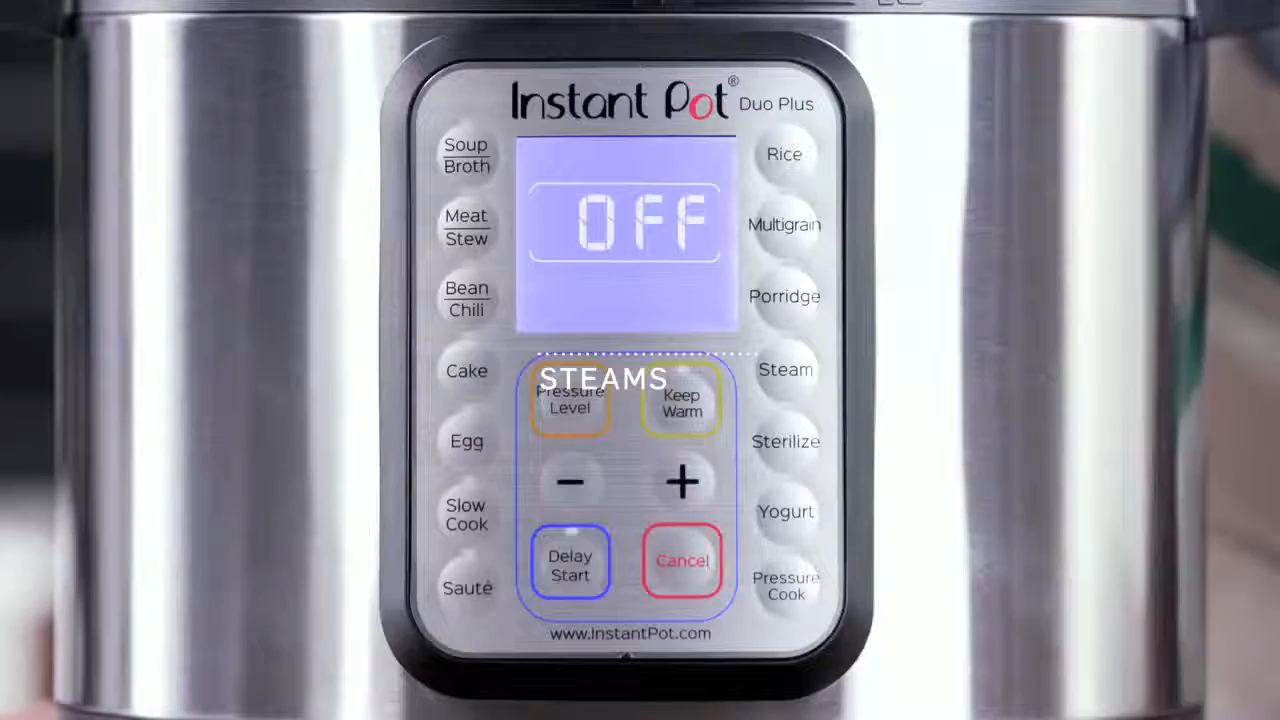 Instant Pot® Duo Plus
Soup
Broth
Meat
Stew
Bean
Chili
Cake
Egg
Slow
Cook
Sauté
OFF
STEAMS
Pressure
Level
Keep
Warm
−
+
Delay
Start
Cancel
Rice
Multigrain
Porridge
Steam
Sterilize
Yogurt
Pressure
Cook
www.InstantPot.com